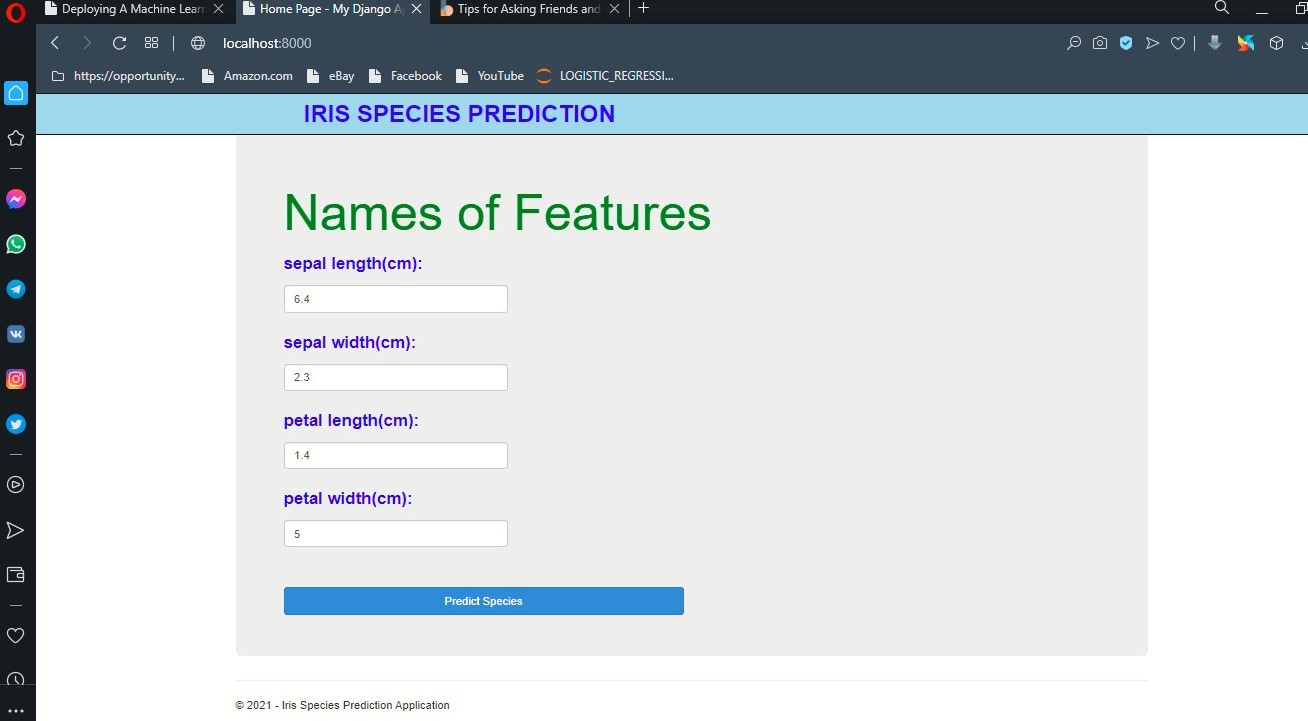 Deploying A Machine Lear
Home Page - My Django A
Tips for Asking Friends and
localhost:8000
https://opportunity...
Amazon.com
eBay
Facebook
YouTube
LOGISTIC_REGRESSI...
IRIS SPECIES PREDICTION
Names of Features
sepal length(cm):
6.4
sepal width(cm):
2.3
petal length(cm):
1.4
petal width(cm):
5
Predict Species
© 2021 - Iris Species Prediction Application